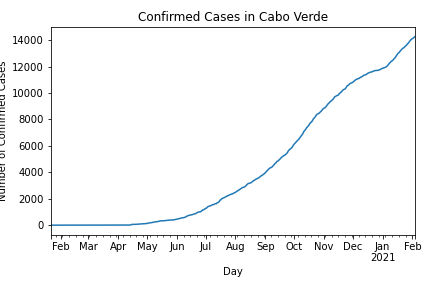 Confirmed Cases in Cabo Verde
14000
12000
10000
8000
6000
4000
2000
0
Number of Confirmed Cases
Feb Mar Apr May Jun Jul Aug Sep Oct Nov Dec Jan Feb
2021
Day